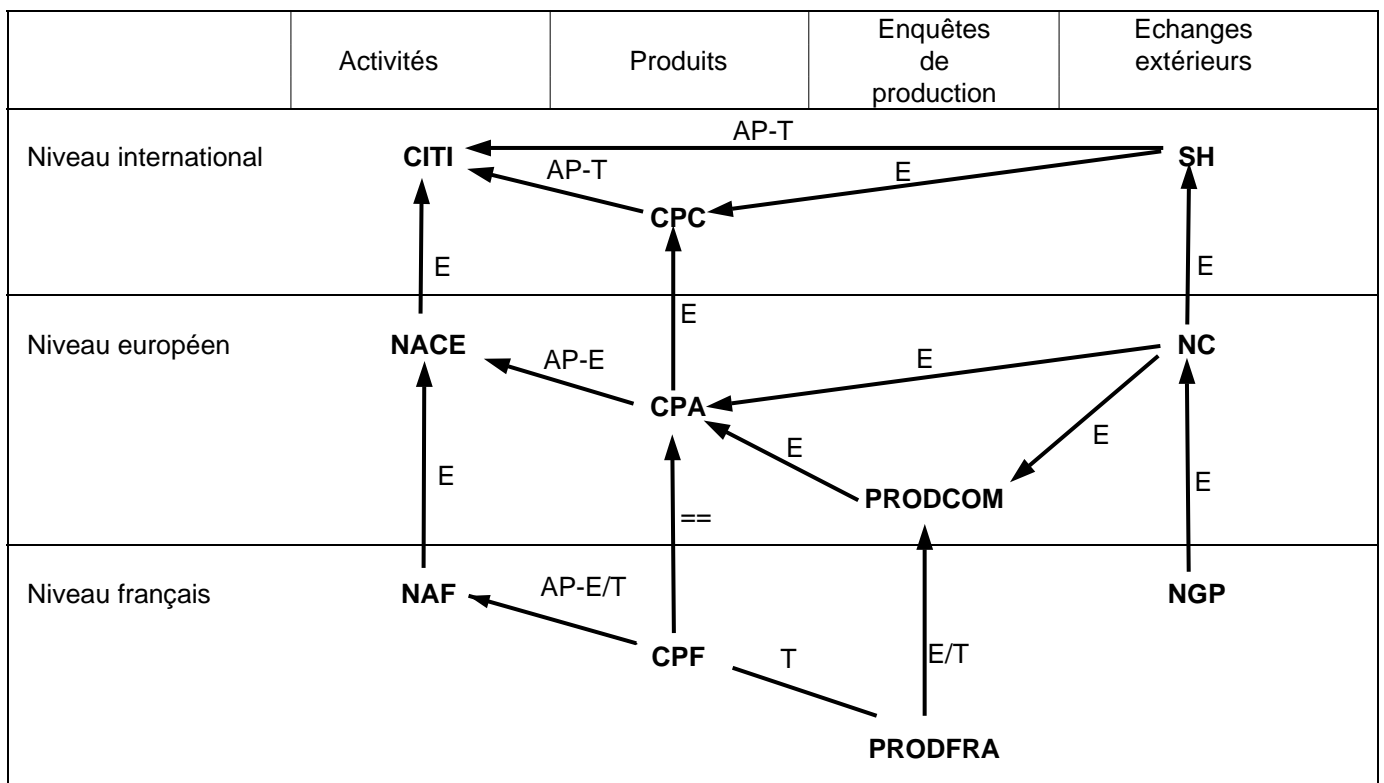 Activités
Produits
Enquêtes
de
production
Echanges
extérieurs
Niveau international
CITI
AP-T
SH
AP-T
E
CPC
E
E
E
Niveau européen
NACE
AP-E
E
NC
CPA
E
E
E
PRODCOM
E
==
Niveau français
NAF
AP-E/T
NGP
CPF
T
E/T
PRODFRA